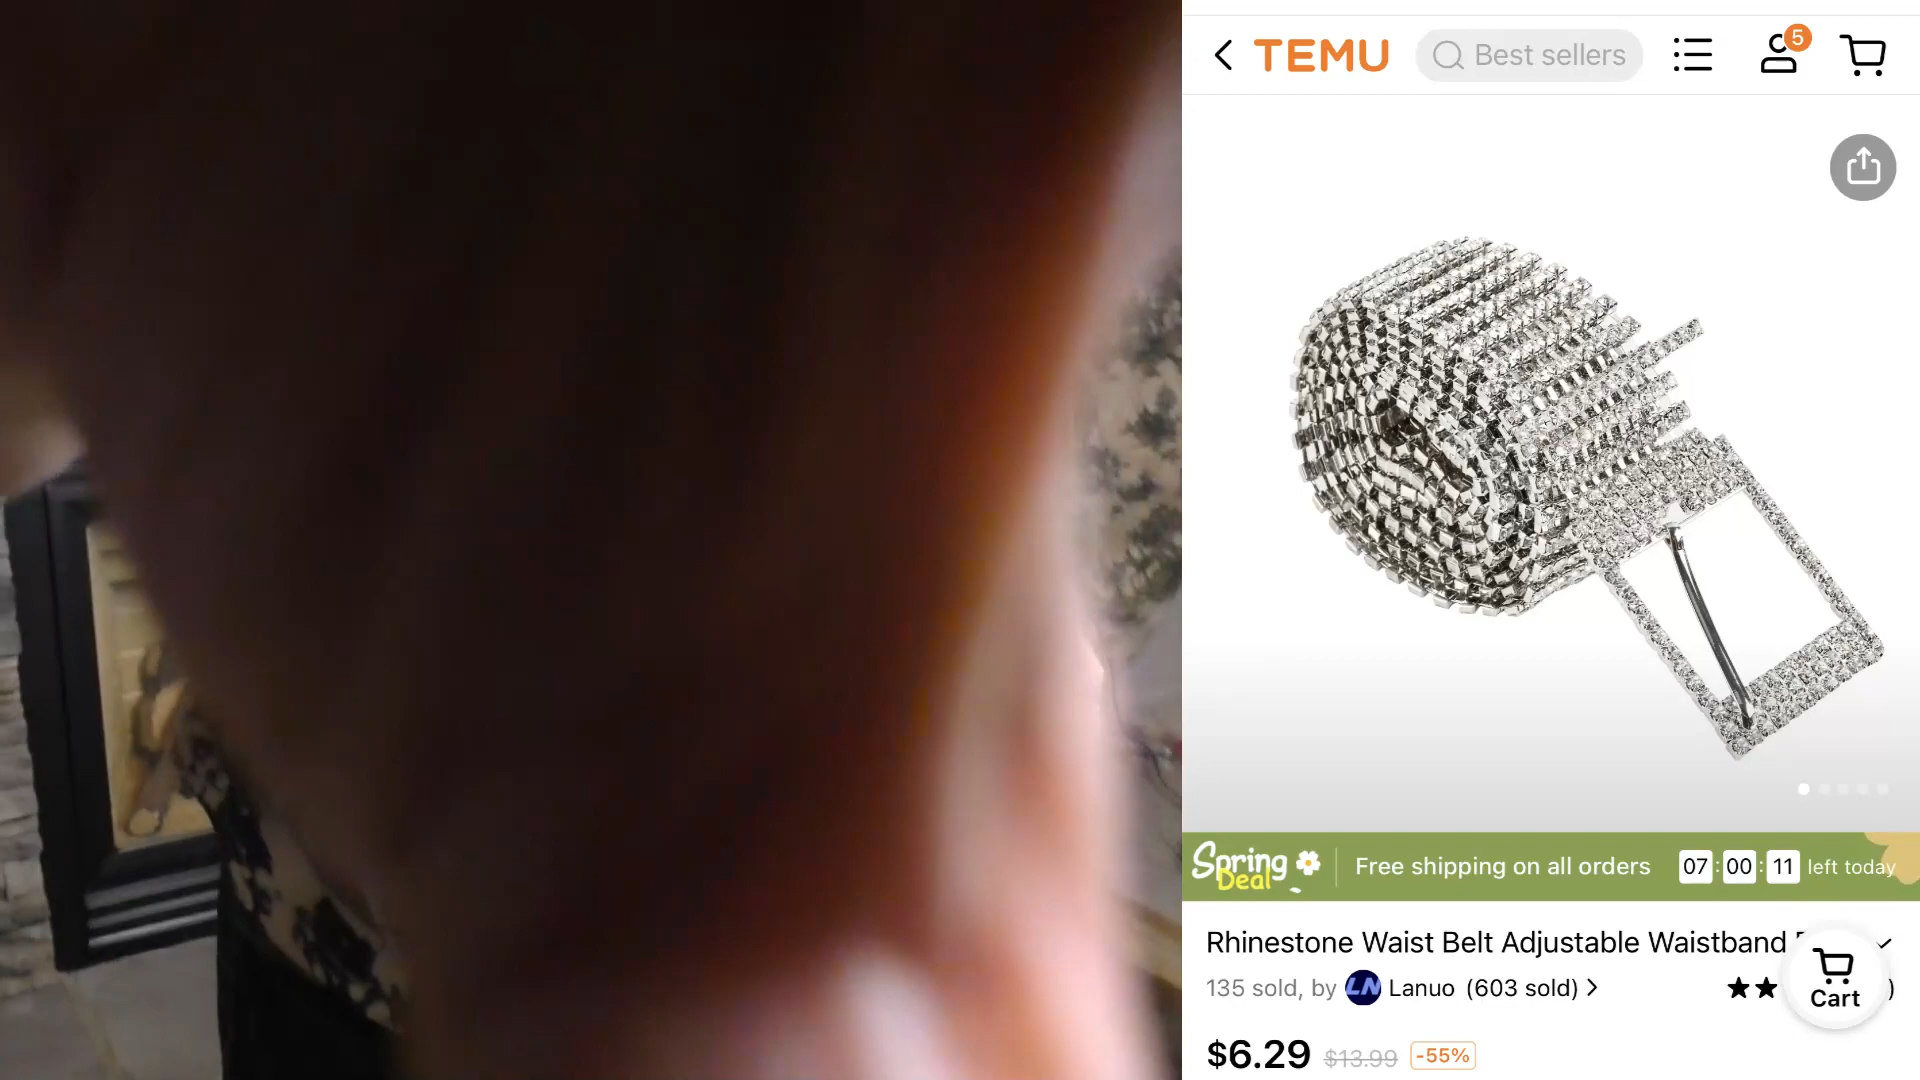 TEMU
Best sellers
5
Spring Deal
Free shipping on all orders 07:00:11 left today
Rhinestone Waist Belt Adjustable Waistband
135 sold, by LN Lanuo (603 sold)
Cart
$6.29 $13.99 -55%